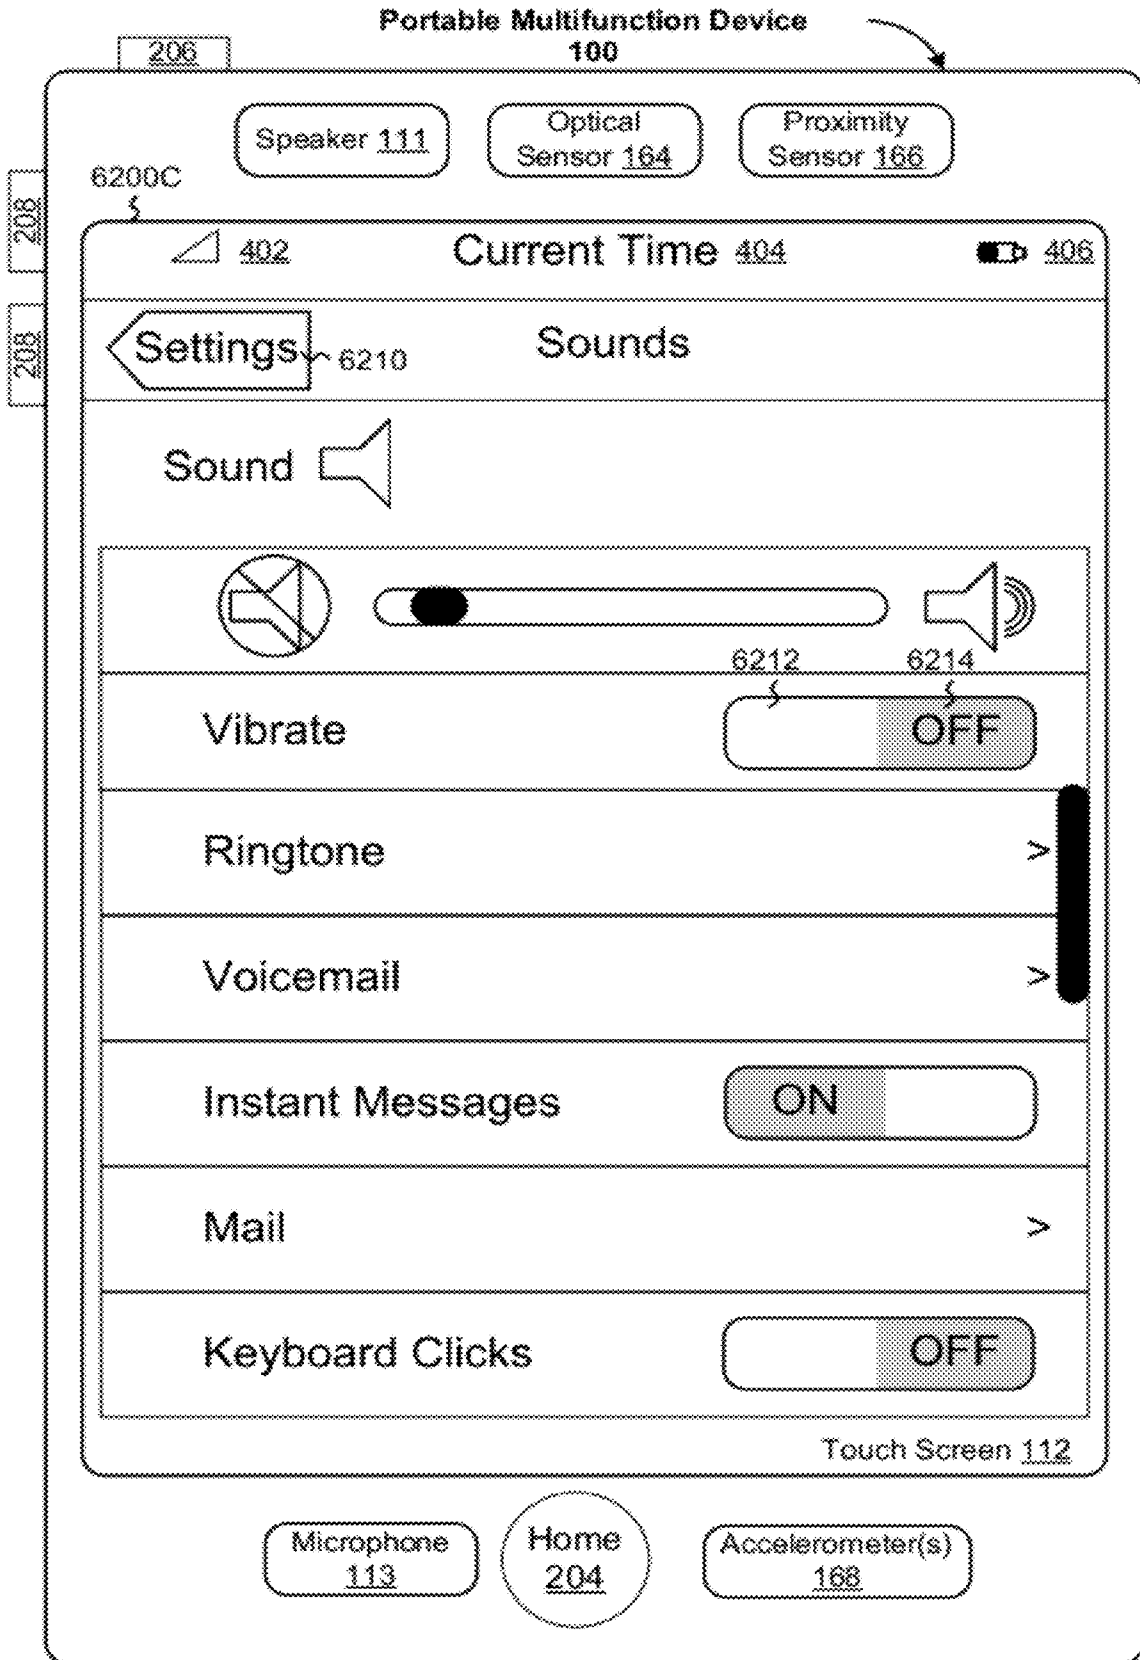 Portable Multifunction Device
100
206
Speaker 111
Optical
Sensor 164
Proximity
Sensor 166
6200C
208
402
Current Time 404
406
208
Settings
6210
Sounds
Sound
6212
6214
Vibrate
OFF
Ringtone >
Voicemail >
Instant Messages
ON
Mail >
Keyboard Clicks
OFF
Touch Screen 112
Microphone
113
Home
204
Accelerometer(s)
168